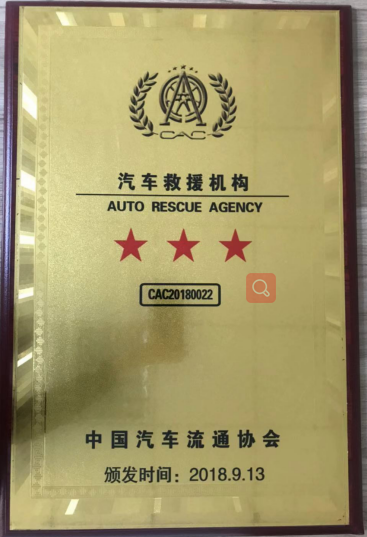 CAC
汽车救援机构
AUTO RESCUE AGENCY
CAC20180022
中国汽车流通协会
颁发时间：2018.9.13